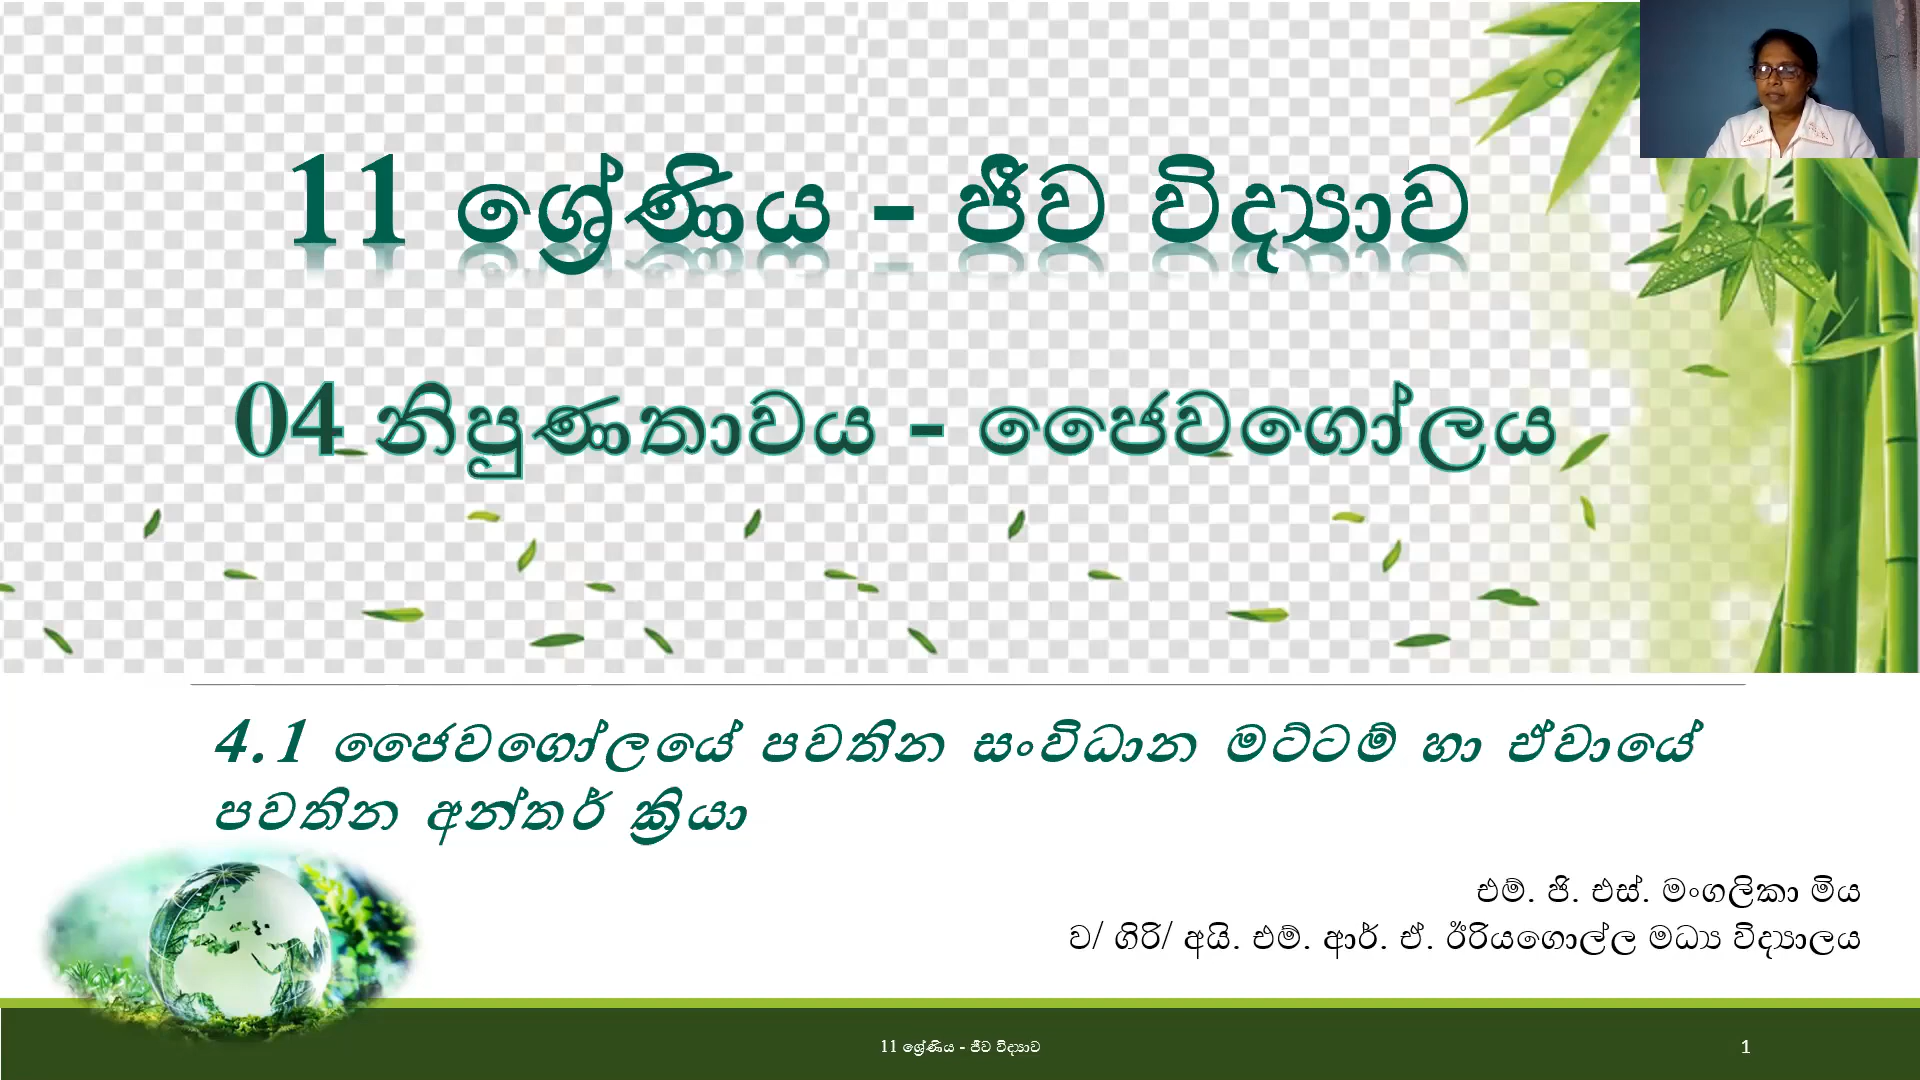 11 ශ්‍රේණිය - ජීව විද්‍යාව
04 නිපුණතාවය - ජෛවගෝලය
4.1 ජෛවගෝලයේ පවතින සංවිධාන මට්ටම් හා ඒවායේ
පවතින අන්තර් ක්‍රියා
එම්. ජි. එස්. මංගලිකා මිය
ව/ ගිරි/ අයි. එම්. ආර්. ඒ. ඊරියගොල්ල මධ්‍ය විද්‍යාලය
11 ශ්‍රේණිය - ජීව විද්‍යාව
1